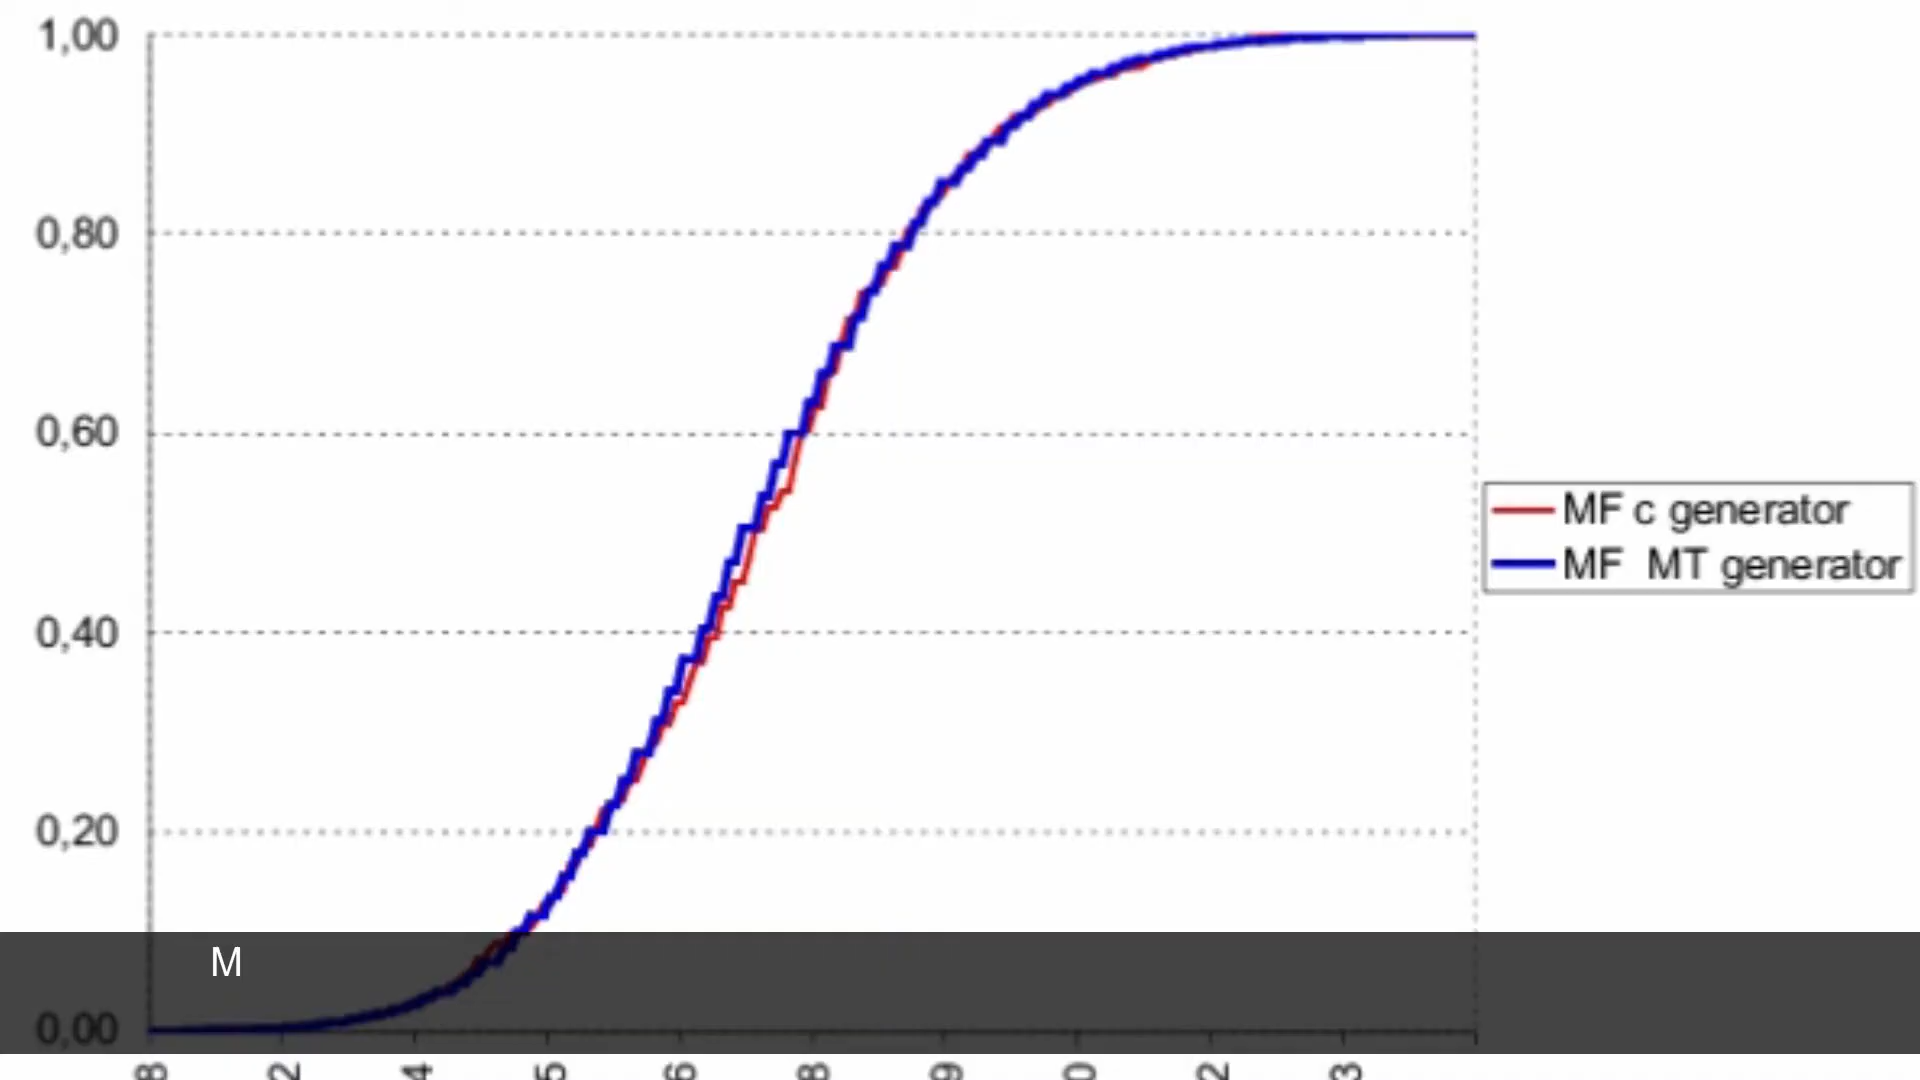 1,00
0,80
0,60
0,40
0,20
0,00
MF c generator
MF MT generator
M